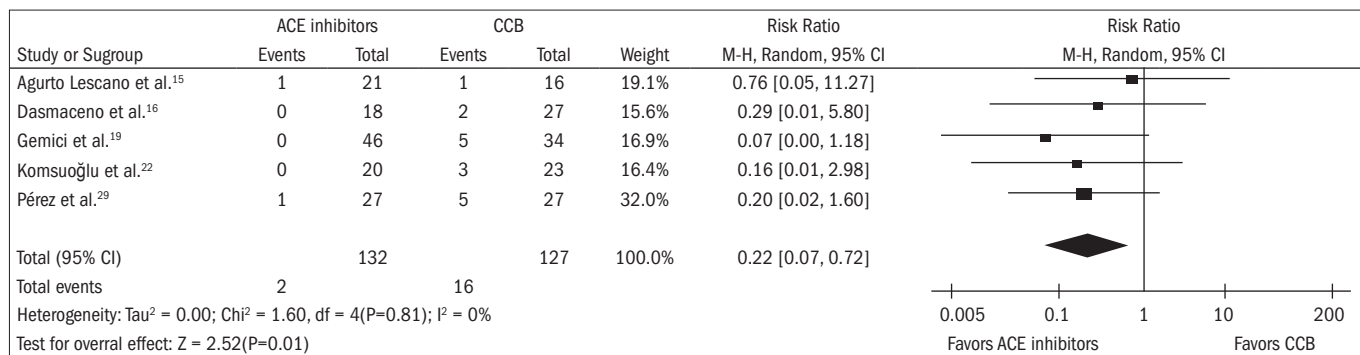 ACE inhibitors CCB Risk Ratio Risk Ratio
Study or Sugroup Events Total Events Total Weight M-H, Random, 95% CI M-H, Random, 95% CI
Agurto Lescano et al.¹⁵ 1 21 1 16 19.1% 0.76 [0.05, 11.27]
Dasmaceno et al.¹⁶ 0 18 2 27 15.6% 0.29 [0.01, 5.80]
Gemici et al.¹⁹ 0 46 5 34 16.9% 0.07 [0.00, 1.18]
Komsuoğlu et al.²² 0 20 3 23 16.4% 0.16 [0.01, 2.98]
Pérez et al.²⁹ 1 27 5 27 32.0% 0.20 [0.02, 1.60]
Total (95% CI) 132 127 100.0% 0.22 [0.07, 0.72]
Total events 2 16
Heterogeneity: Tau² = 0.00; Chi² = 1.60, df = 4(P=0.81); I² = 0%
0.005 0.1 1 10 200
Test for overral effect: Z = 2.52(P=0.01) Favors ACE inhibitors Favors CCB